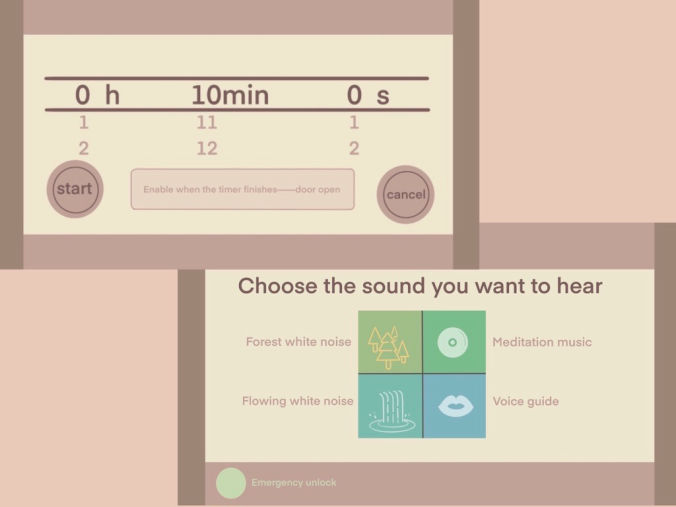 0 h 10min 0 s
1 11 1
2 12 2
start
Enable when the timer finishes——door open
cancel
Choose the sound you want to hear
Forest white noise
Meditation music
Flowing white noise
Voice guide
Emergency unlock